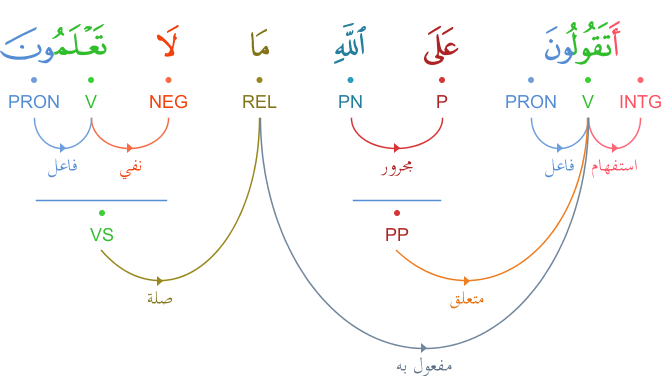 أَتَقُولُونَ عَلَى ٱللَّهِ مَا لَا تَعْلَمُونَ
INTG V PRON P PN REL NEG V PRON
استفهام فاعل مجرور نفي فاعل
PP VS
متعلق صلة
مفعول به